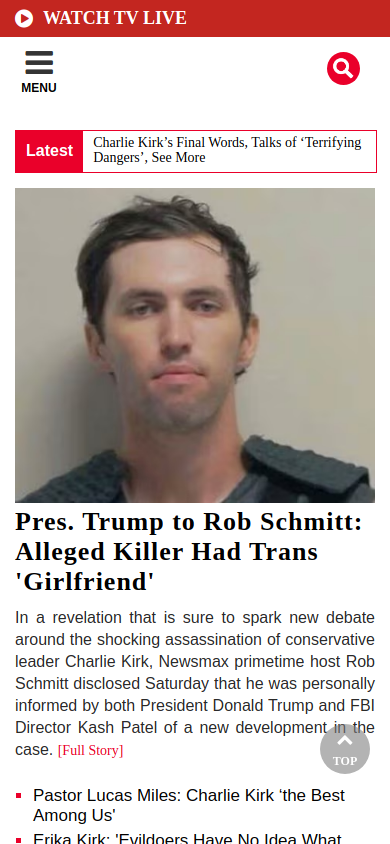 WATCH TV LIVE
MENU
Latest
Charlie Kirk’s Final Words, Talks of ‘Terrifying
Dangers’, See More
Pres. Trump to Rob Schmitt:
Alleged Killer Had Trans
'Girlfriend'
In a revelation that is sure to spark new debate
around the shocking assassination of conservative
leader Charlie Kirk, Newsmax primetime host Rob
Schmitt disclosed Saturday that he was personally
informed by both President Donald Trump and FBI
Director Kash Patel of a new development in the
case. [Full Story]
TOP
Pastor Lucas Miles: Charlie Kirk ‘the Best
Among Us'
Erika Kirk: 'Evildoers Have No Idea What